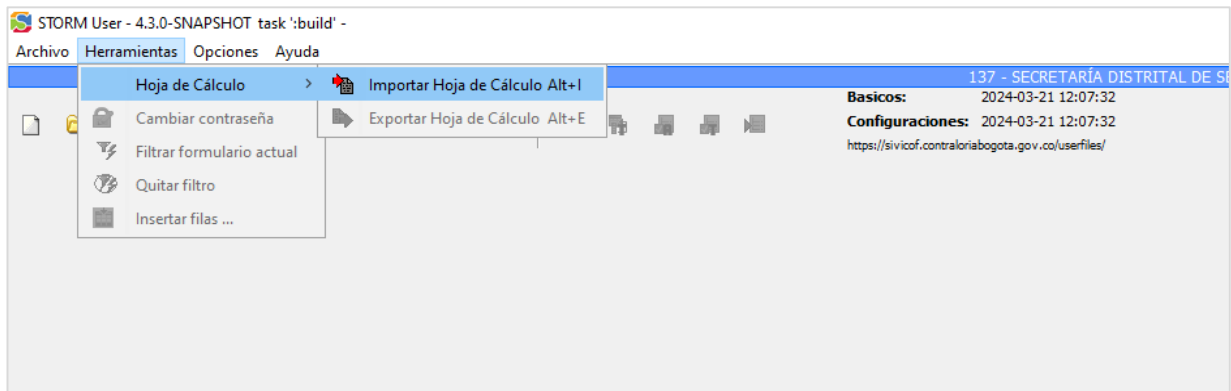 STORM User - 4.3.0-SNAPSHOT task ':build' -
Archivo Herramientas Opciones Ayuda
137 - SECRETARÍA DISTRITAL DE
Hoja de Cálculo >
Importar Hoja de Cálculo Alt+I
Basicos: 2024-03-21 12:07:32
Cambiar contraseña
Exportar Hoja de Cálculo Alt+E
Configuraciones: 2024-03-21 12:07:32
Filtrar formulario actual
https://sivicof.contraloriabogota.gov.co/userfiles/
Quitar filtro
Insertar filas ...